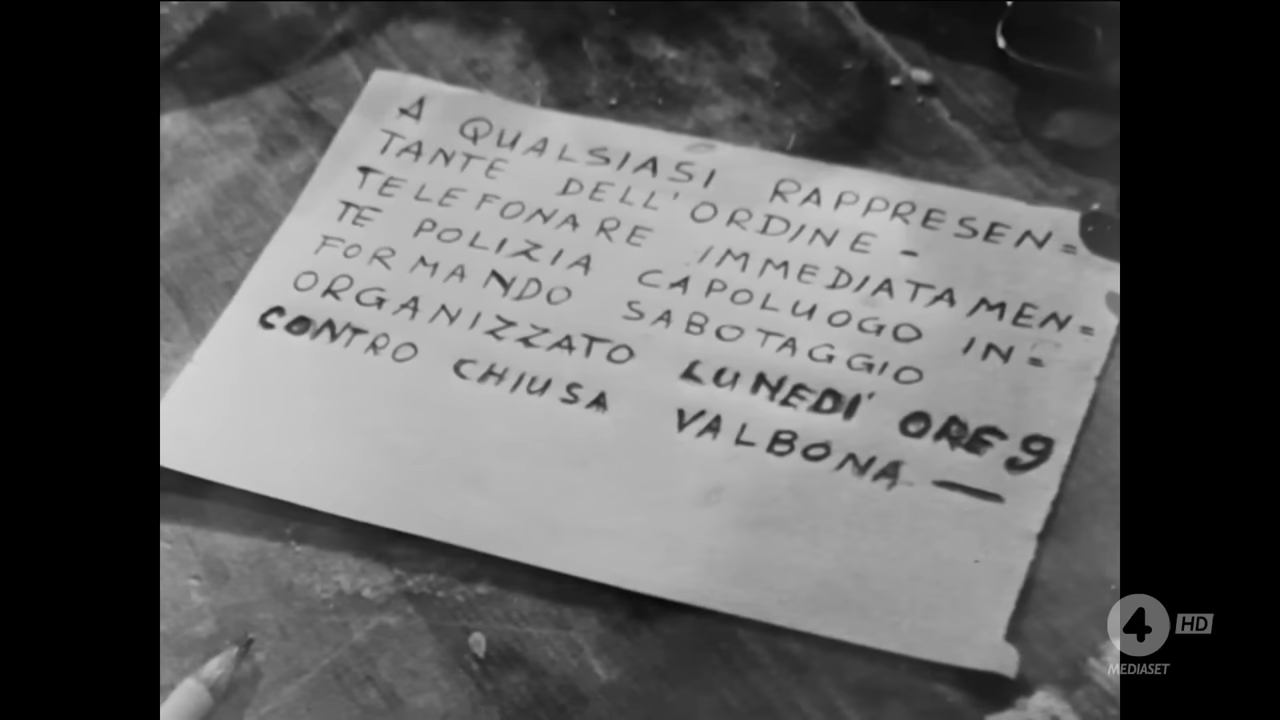 A QUALSIASI RAPPRESEN=
TANTE DELL'ORDINE -
TELEFONARE IMMEDIATAMEN=
TE POLIZIA CAPOLUOGO IN=
FORMANDO SABOTAGGIO
ORGANIZZATO LUNEDI' ORE 9
CONTRO CHIUSA VALBONA —
4 HD
MEDIASET